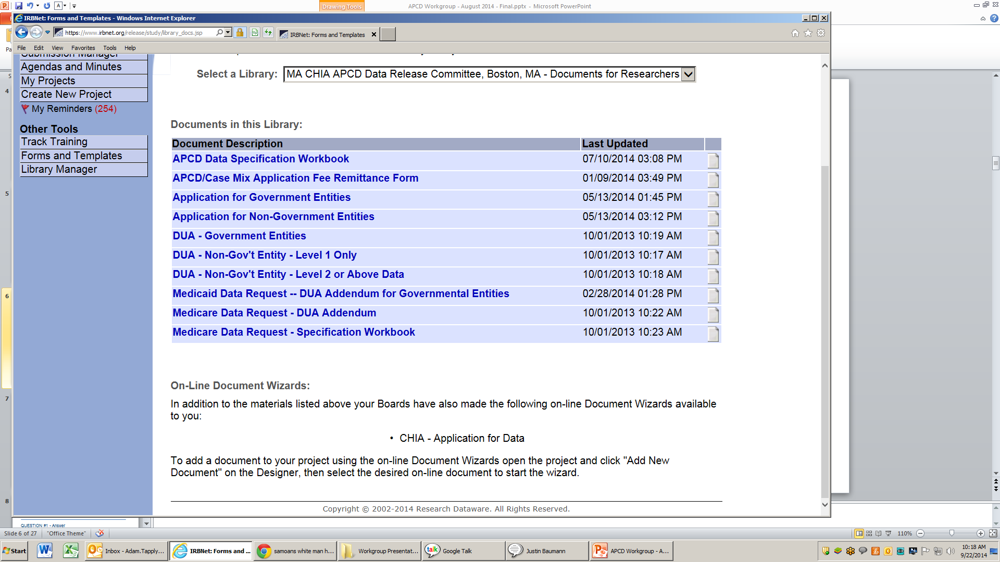 Drawing Tools
APCD Workgroup - August 2014 - Final.pptx - Microsoft PowerPoint
IRBNet: Forms and Templates - Windows Internet Explorer
https://www.irbnet.org/release/study/library_docs.jsp
IRBNet: Forms and Templates
File Edit View Favorites Tools Help
Submission Manager
Agendas and Minutes
My Projects
Create New Project
My Reminders (254)
Other Tools
Track Training
Forms and Templates
Library Manager
Select a Library: MA CHIA APCD Data Release Committee, Boston, MA - Documents for Researchers
Documents in this Library:
Document Description Last Updated
APCD Data Specification Workbook 07/10/2014 03:08 PM
APCD/Case Mix Application Fee Remittance Form 01/09/2014 03:49 PM
Application for Government Entities 05/13/2014 01:45 PM
Application for Non-Government Entities 05/13/2014 03:12 PM
DUA - Government Entities 10/01/2013 10:19 AM
DUA - Non-Gov't Entity - Level 1 Only 10/01/2013 10:17 AM
DUA - Non-Gov't Entity - Level 2 or Above Data 10/01/2013 10:18 AM
Medicaid Data Request -- DUA Addendum for Governmental Entities 02/28/2014 01:28 PM
Medicare Data Request - DUA Addendum 10/01/2013 10:22 AM
Medicare Data Request - Specification Workbook 10/01/2013 10:23 AM
On-Line Document Wizards:
In addition to the materials listed above your Boards have also made the following on-line Document Wizards available
to you:
• CHIA - Application for Data
To add a document to your project using the on-line Document Wizards open the project and click "Add New
Document" on the Designer, then select the desired on-line document to start the wizard.
Copyright © 2002-2014 Research Dataware. All Rights Reserved.
4
5
6
7
8
QUESTION #1 - Answer
Slide 6 of 27 "Office Theme" 110%
Start
Inbox - Adam.Tapply...
IRBNet: Forms and ...
samoans white man h...
Workgroup Presentat...
talk Google Talk
Justin Baumann
APCD Workgroup - A...
10:18 AM
9/22/2014